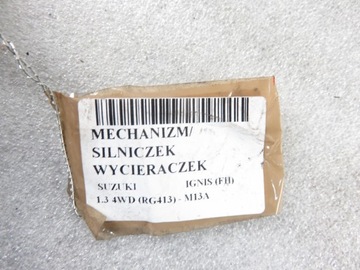 MECHANIZM/
SILNICZEK
WYCIERACZEK
SUZUKI IGNIS (FH)
1.3 4WD (RG413) - M13A